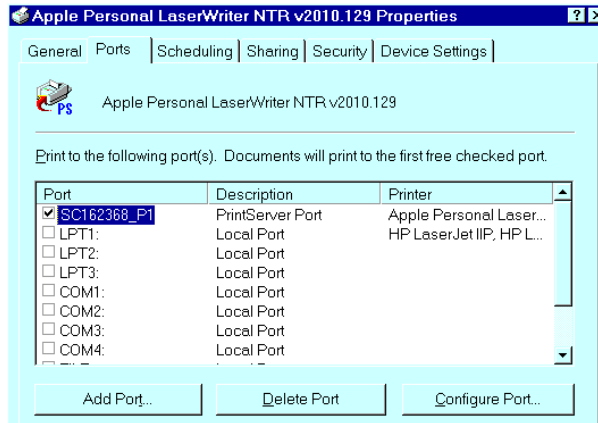 Apple Personal LaserWriter NTR v2010.129 Properties ?
General Ports Scheduling Sharing Security Device Settings
PS Apple Personal LaserWriter NTR v2010.129
Print to the following port(s). Documents will print to the first free checked port.
Port Description Printer
SC162368_P1 PrintServer Port Apple Personal Laser...
LPT1: Local Port HP LaserJet IIP, HP L...
LPT2: Local Port
LPT3: Local Port
COM1: Local Port
COM2: Local Port
COM3: Local Port
COM4: Local Port
Add Port... Delete Port Configure Port...